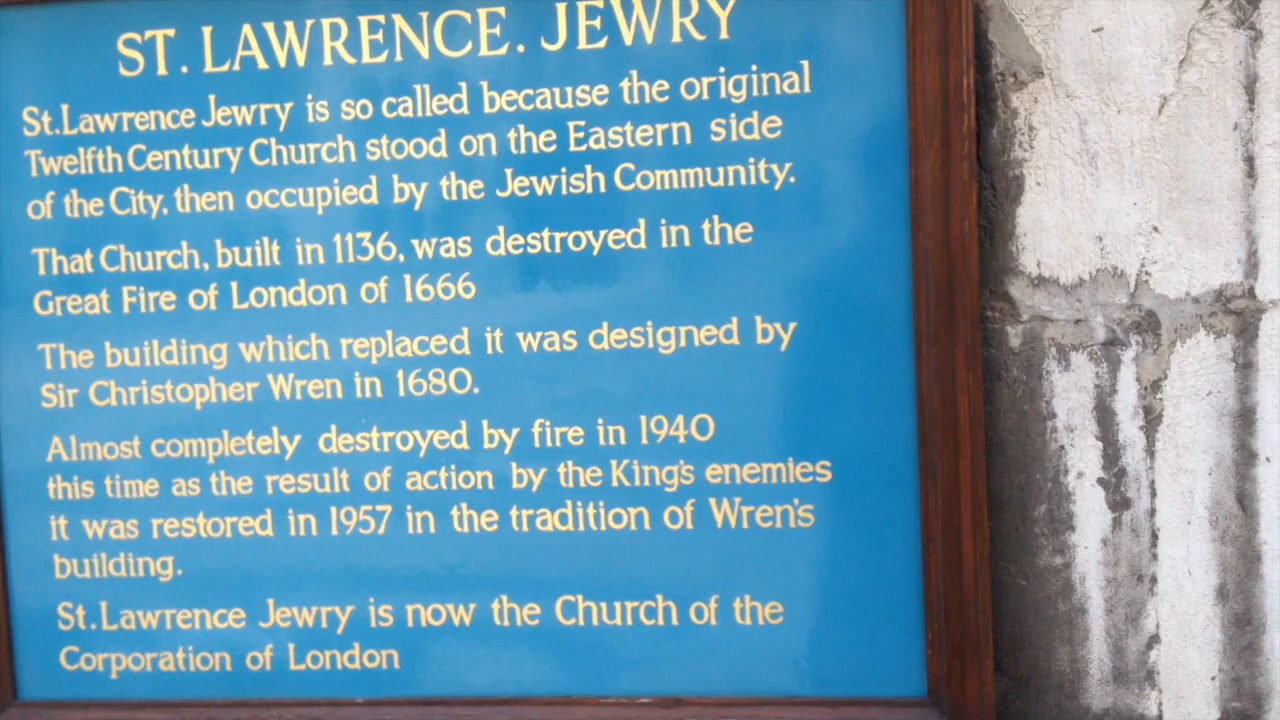 ST. LAWRENCE. JEWRY
St.Lawrence Jewry is so called because the original
Twelfth Century Church stood on the Eastern side
of the City, then occupied by the Jewish Community.
That Church, built in 1136, was destroyed in the
Great Fire of London of 1666
The building which replaced it was designed by
Sir Christopher Wren in 1680.
Almost completely destroyed by fire in 1940
this time as the result of action by the King's enemies
it was restored in 1957 in the tradition of Wren's
building.
St.Lawrence Jewry is now the Church of the
Corporation of London